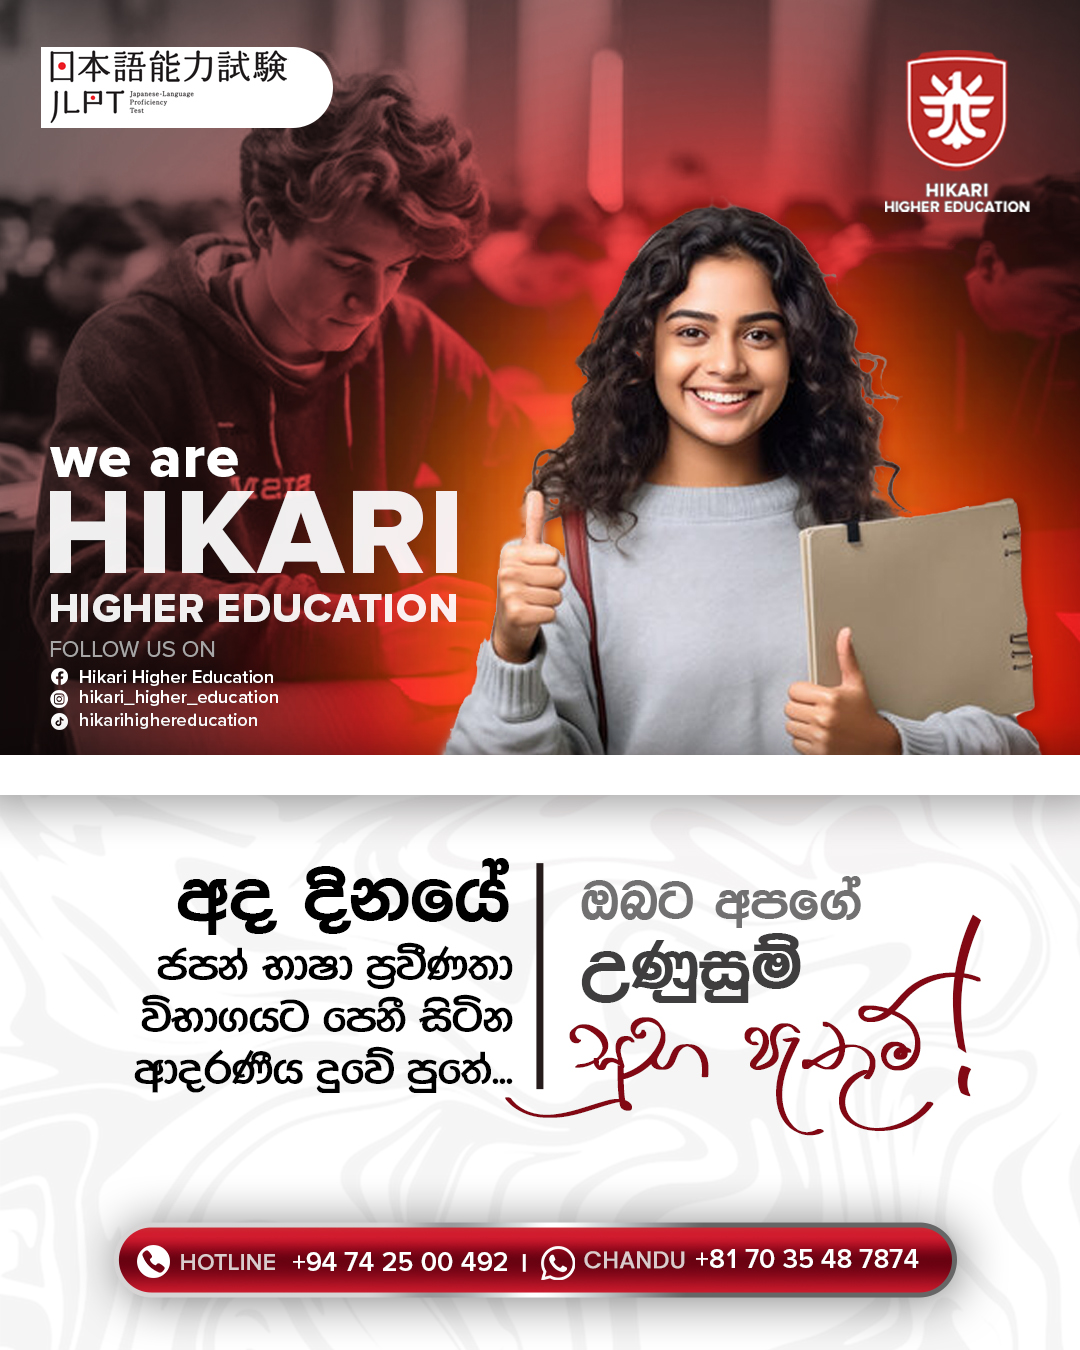 日本語能力試験
JLPT Japanese-Language
Proficiency
Test
HIKARI
HIGHER EDUCATION
we are
HIKARI
HIGHER EDUCATION
FOLLOW US ON
Hikari Higher Education
hikari_higher_education
hikarihighereducation
අද දිනයේ
ජපන් භාෂා ප්‍රවීණතා
විභාගයට පෙනී සිටින
ආදරණීය දුවේ පුතේ...
ඔබට අපගේ
උණුසුම්
සුභ පැතුම් !
HOTLINE +94 74 25 00 492 | CHANDU +81 70 35 48 7874